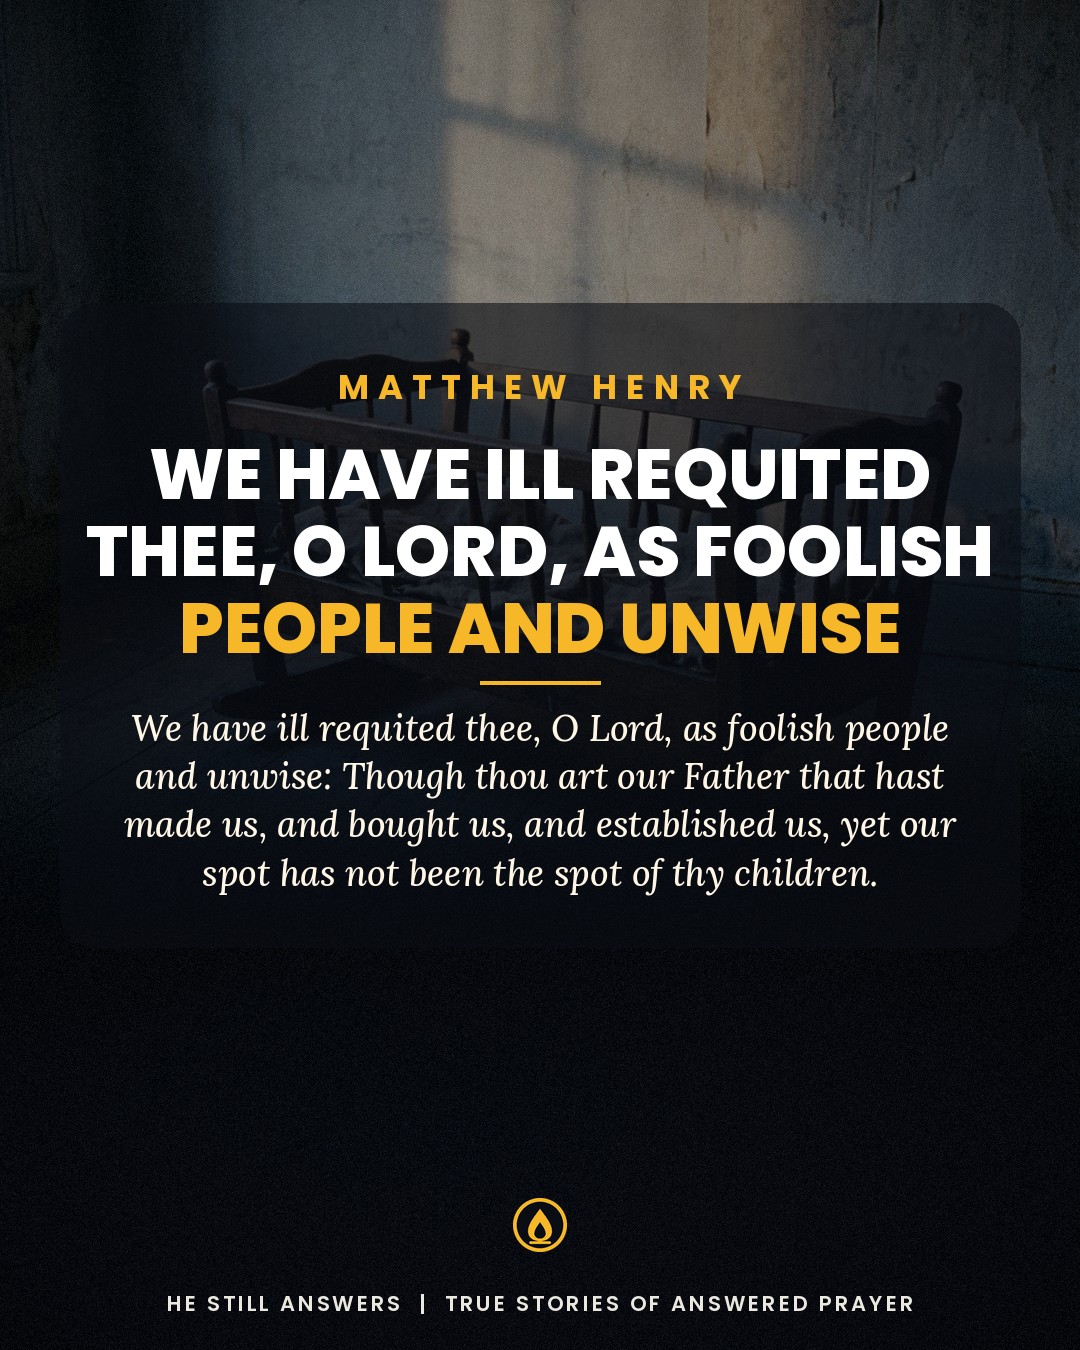 MATTHEW HENRY
WE HAVE ILL REQUITED
THEE, O LORD, AS FOOLISH
PEOPLE AND UNWISE
We have ill requited thee, O Lord, as foolish people
and unwise: Though thou art our Father that hast
made us, and bought us, and established us, yet our
spot has not been the spot of thy children.
HE STILL ANSWERS | TRUE STORIES OF ANSWERED PRAYER